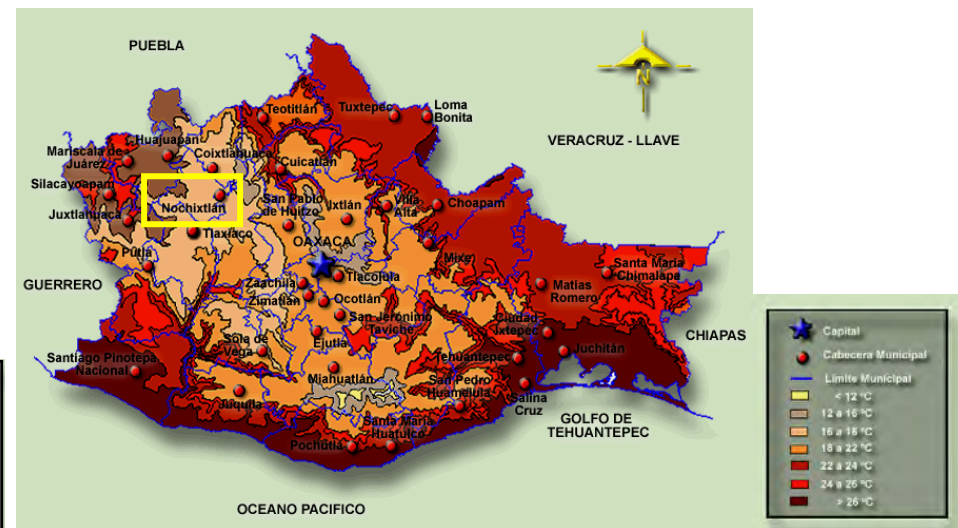 PUEBLA
N
Teotitlán
Tuxtepec
Loma
Bonita
VERACRUZ - LLAVE
Huajuapan
Mariscala de
Juárez
Coixtlahuaca
Cuicatlán
Silacayoapam
Nochixtlán
San Pablo
de Huitzo
Ixtlán
Villa
Alta
Choapam
Juxtlahuaca
Tlaxiaco
OAXACA
Putla
Mixe
Santa María
Chimalapa
GUERRERO
Zaachila
Tlacolula
Matías
Romero
Zimatlán
Ocotlán
San Jerónimo
Taviche
Ciudad
Ixtepec
CHIAPAS
Sola de
Vega
Ejutla
Tehuantepec
Juchitán
Santiago Pinotepa
Nacional
Miahuatlán
San Pedro
Huamelula
Juquila
Salina
Cruz
GOLFO DE
TEHUANTEPEC
Santa María
Huatulco
Pochutla
OCEANO PACIFICO
Capital
Cabecera Municipal
Límite Municipal
< 12 °C
12 a 16 °C
16 a 18 °C
18 a 22 °C
22 a 24 °C
24 a 26 °C
> 26 °C